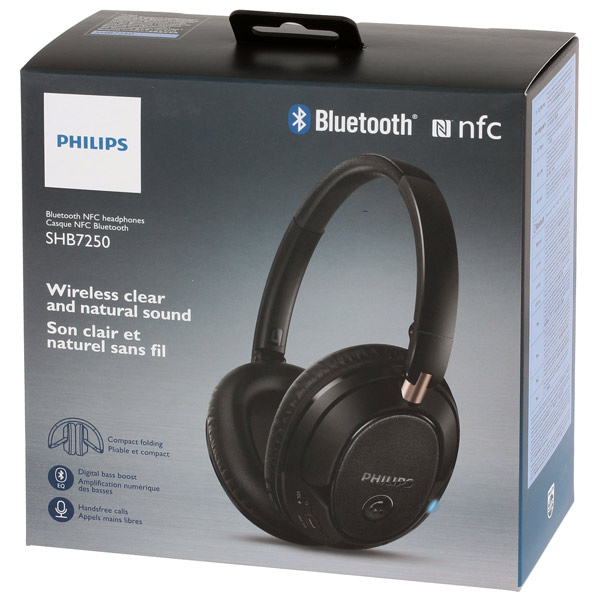 PHILIPS
Bluetooth®
nfc
Bluetooth NFC headphones
Casque NFC Bluetooth
SHB7250
Wireless clear
and natural sound
Son clair et
naturel sans fil
Compact folding
Pliable et compact
EQ
Digital bass boost
Amplification numérique
des basses
Handsfree calls
Appels mains libres
PHILIPS